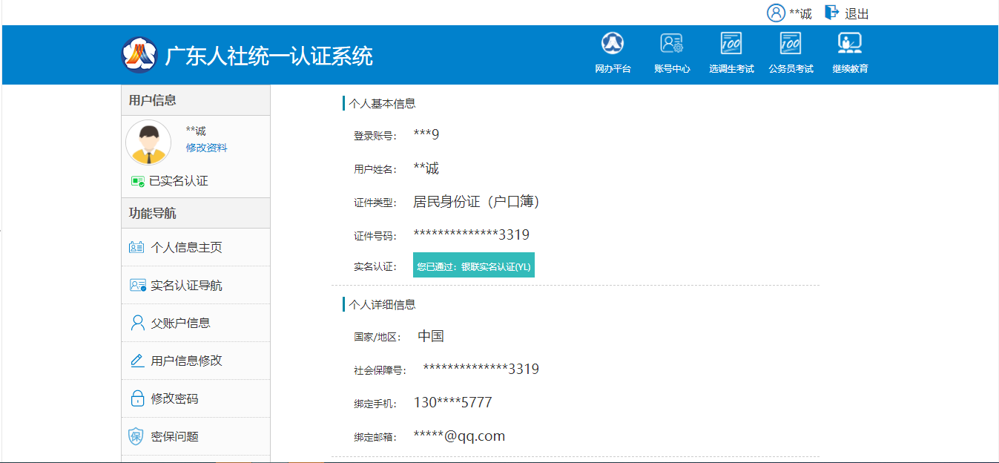 **诚 退出
广东人社统一认证系统
网办平台 账号中心 选调生考试 公务员考试 继续教育
用户信息
**诚
修改资料
已实名认证
功能导航
个人信息主页
实名认证导航
父账户信息
用户信息修改
修改密码
保 密保问题
个人基本信息
登录账号： ***9
用户姓名： **诚
证件类型： 居民身份证（户口簿）
证件号码： **************3319
实名认证： 您已通过：银联实名认证(YL)
个人详细信息
国家/地区： 中国
社会保障号： **************3319
绑定手机： 130****5777
绑定邮箱： *****@qq.com